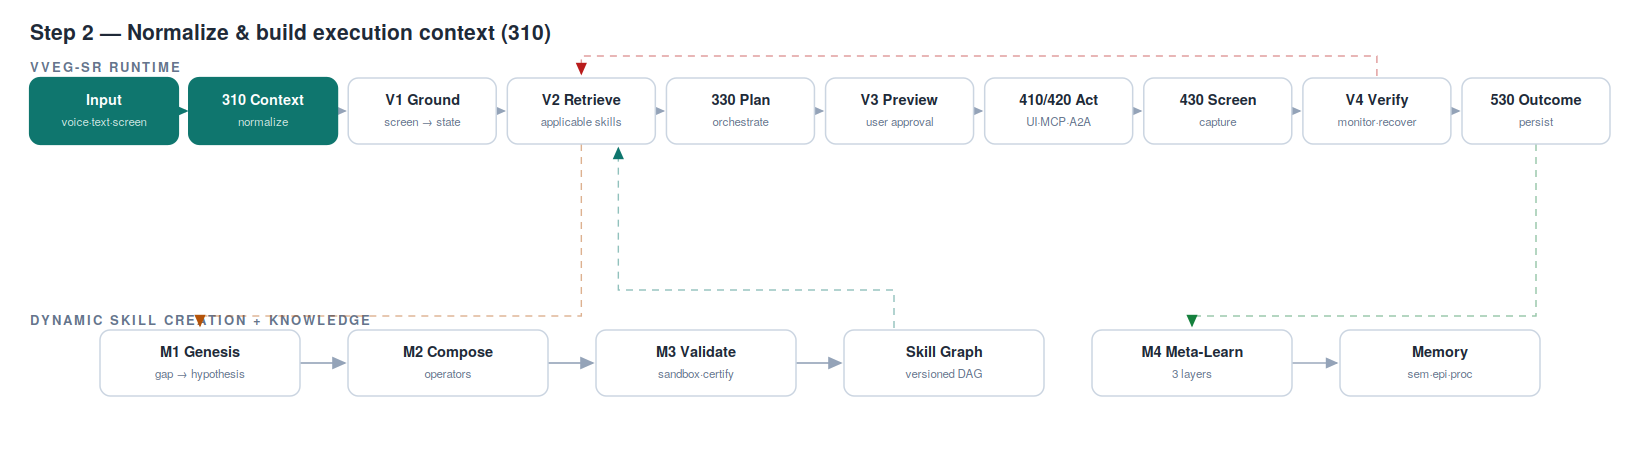 Step 2 — Normalize & build execution context (310)
VVEG-SR RUNTIME
Input
voice·text·screen
310 Context
normalize
V1 Ground
screen → state
V2 Retrieve
applicable skills
330 Plan
orchestrate
V3 Preview
user approval
410/420 Act
UI·MCP·A2A
430 Screen
capture
V4 Verify
monitor·recover
530 Outcome
persist
DYNAMIC SKILL CREATION + KNOWLEDGE
M1 Genesis
gap → hypothesis
M2 Compose
operators
M3 Validate
sandbox·certify
Skill Graph
versioned DAG
M4 Meta-Learn
3 layers
Memory
sem·epi·proc